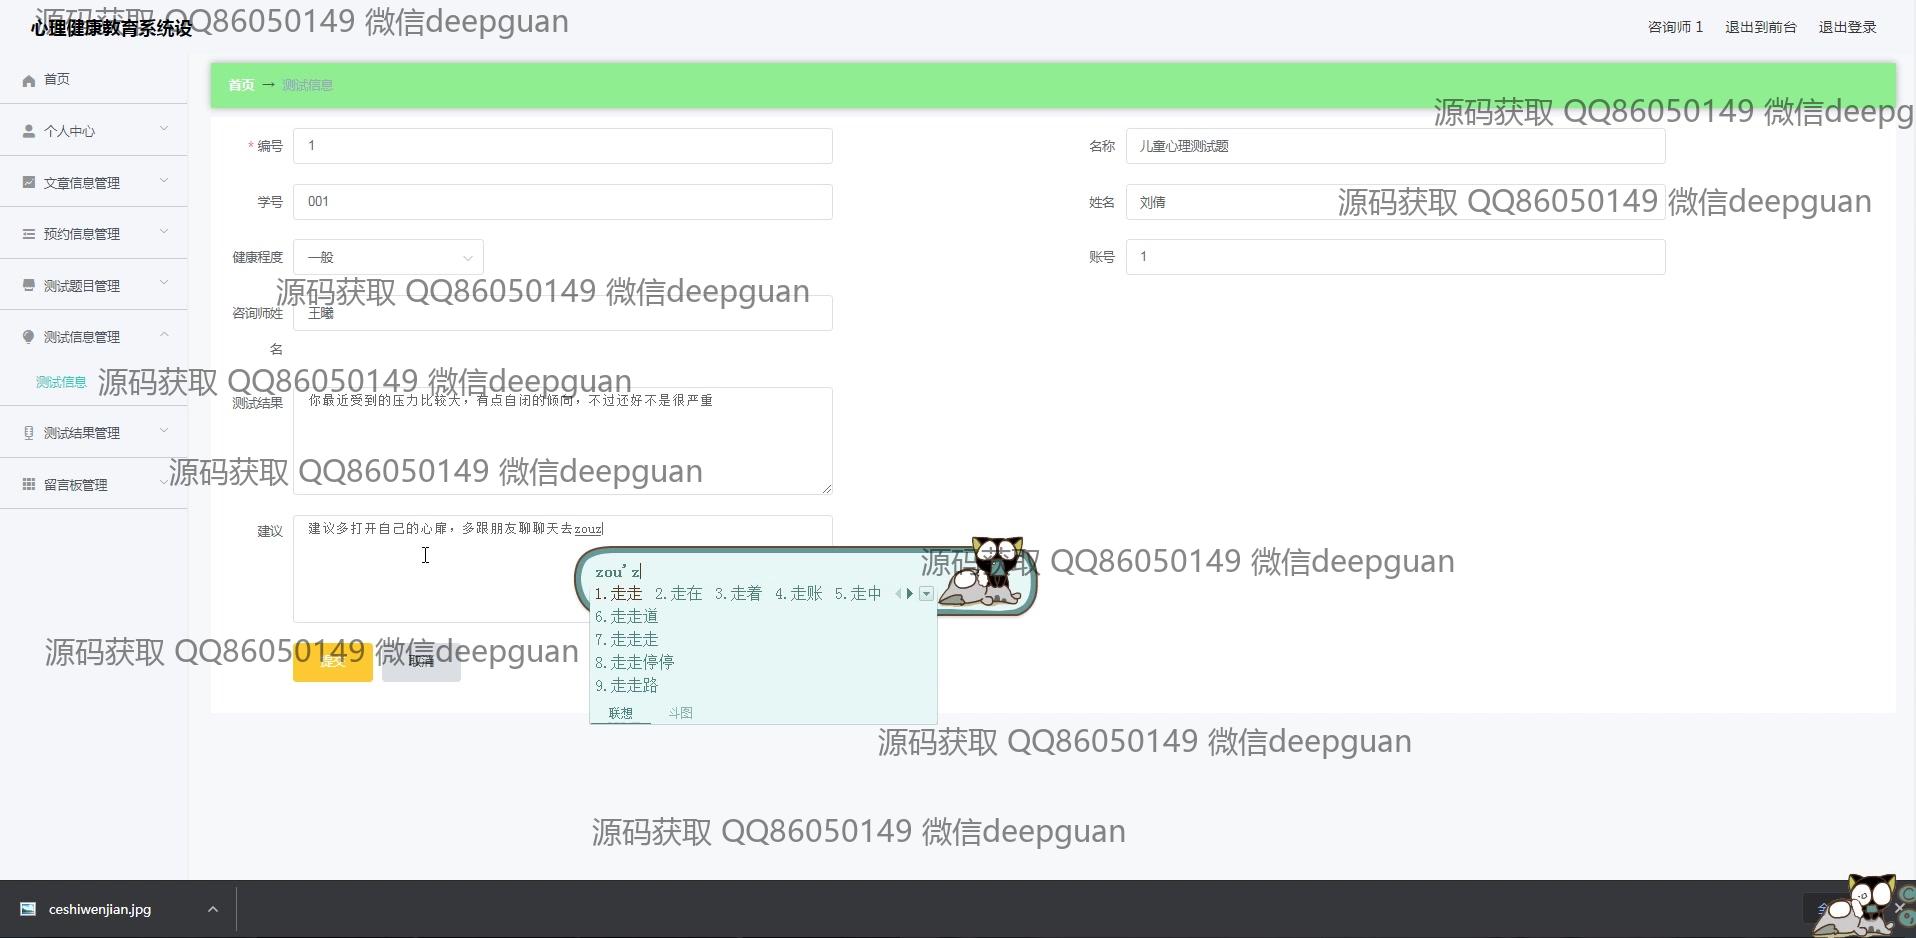 心理健康教育系统设
源码获取 QQ86050149 微信deepguan
咨询师 1
退出到前台
退出登录
首页
个人中心
文章信息管理
预约信息管理
测试题目管理
测试信息管理
测试信息
测试结果管理
留言板管理
首页 → 测试信息
源码获取 QQ86050149 微信deepg
* 编号
1
名称
儿童心理测试题
学号
001
姓名
刘倩
源码获取 QQ86050149 微信deepguan
健康程度
一般
账号
1
源码获取 QQ86050149 微信deepguan
咨询师姓
名
王曦
源码获取 QQ86050149 微信deepguan
测试结果
你最近受到的压力比较大，有点自闭的倾向，不过还好不是很严重
源码获取 QQ86050149 微信deepguan
建议
建议多打开自己的心扉，多跟朋友聊聊天去zouz
源码获取 QQ86050149 微信deepguan
zou'z
1.走走 2.走在 3.走着 4.走账 5.走中
6.走走道
7.走走走
8.走走停停
9.走走路
联想
斗图
源码获取 QQ86050149 微信deepguan
提交
取消
源码获取 QQ86050149 微信deepguan
源码获取 QQ86050149 微信deepguan
ceshiwenjian.jpg